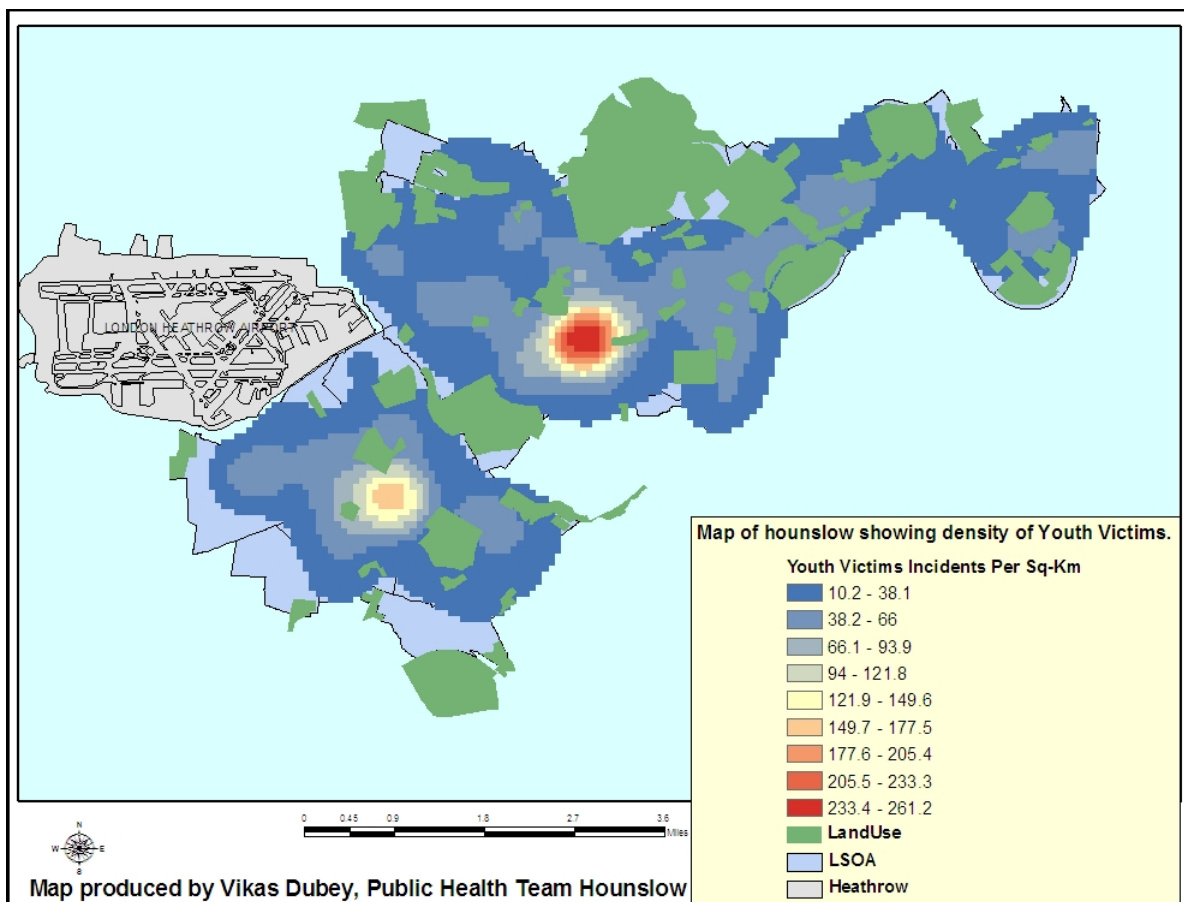 LONDON HEATHROW AIRPORT
Map of hounslow showing density of Youth Victims.
Youth Victims Incidents Per Sq-Km
10.2 - 38.1
38.2 - 66
66.1 - 93.9
94 - 121.8
121.9 - 149.6
149.7 - 177.5
177.6 - 205.4
205.5 - 233.3
233.4 - 261.2
LandUse
LSOA
Heathrow
N
W E
S
0 0.45 0.9 1.8 2.7 3.6
Miles
Map produced by Vikas Dubey, Public Health Team Hounslow